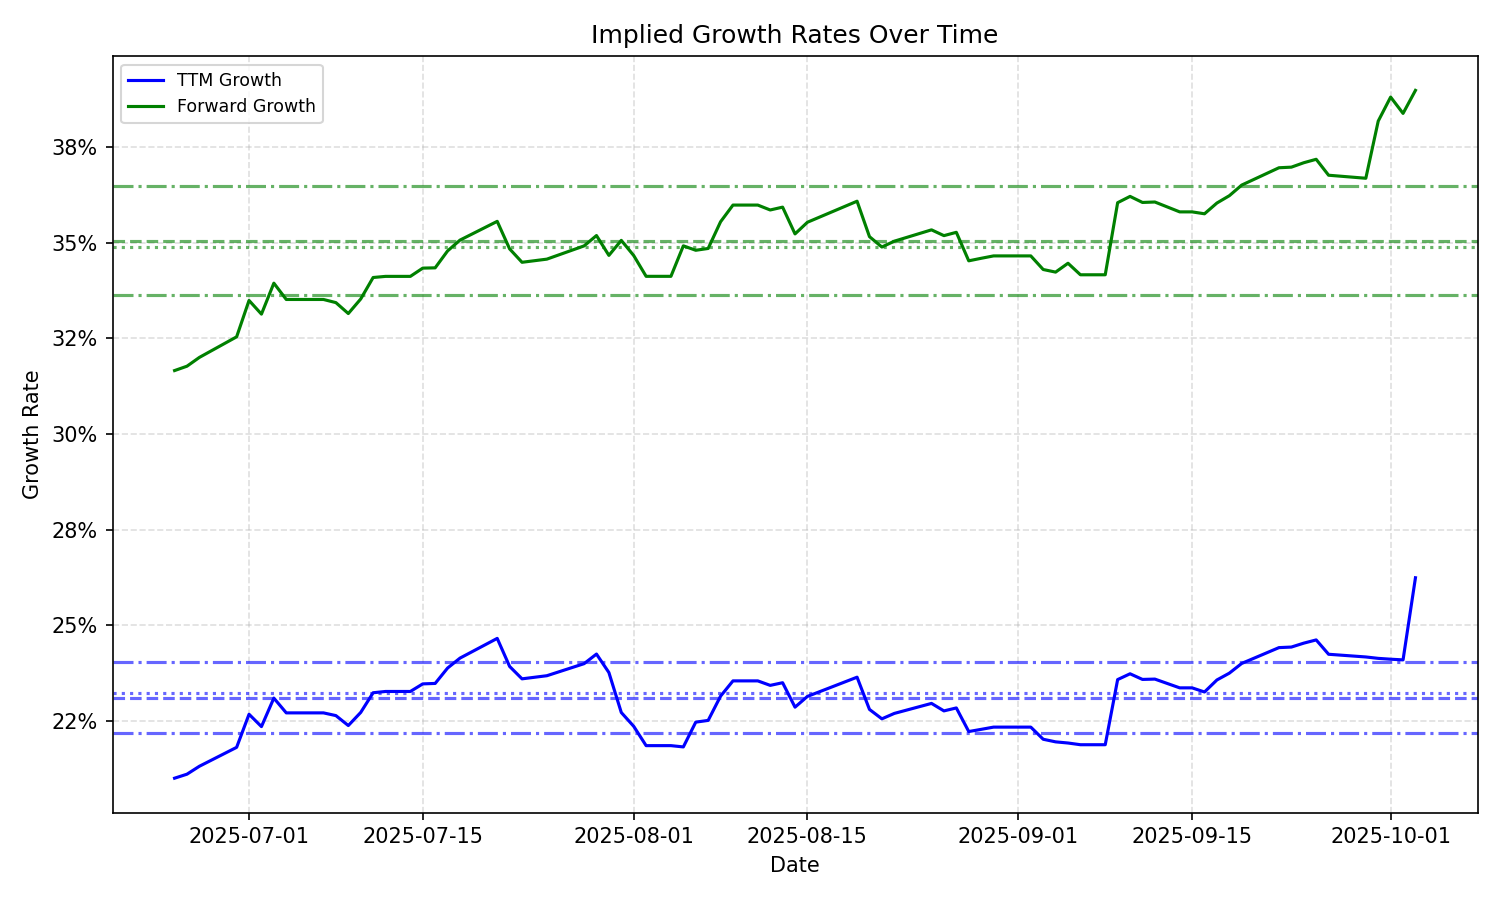 Implied Growth Rates Over Time
TTM Growth
Forward Growth
38%
35%
32%
30%
28%
25%
22%
Growth Rate
2025-07-01
2025-07-15
2025-08-01
2025-08-15
2025-09-01
2025-09-15
2025-10-01
Date